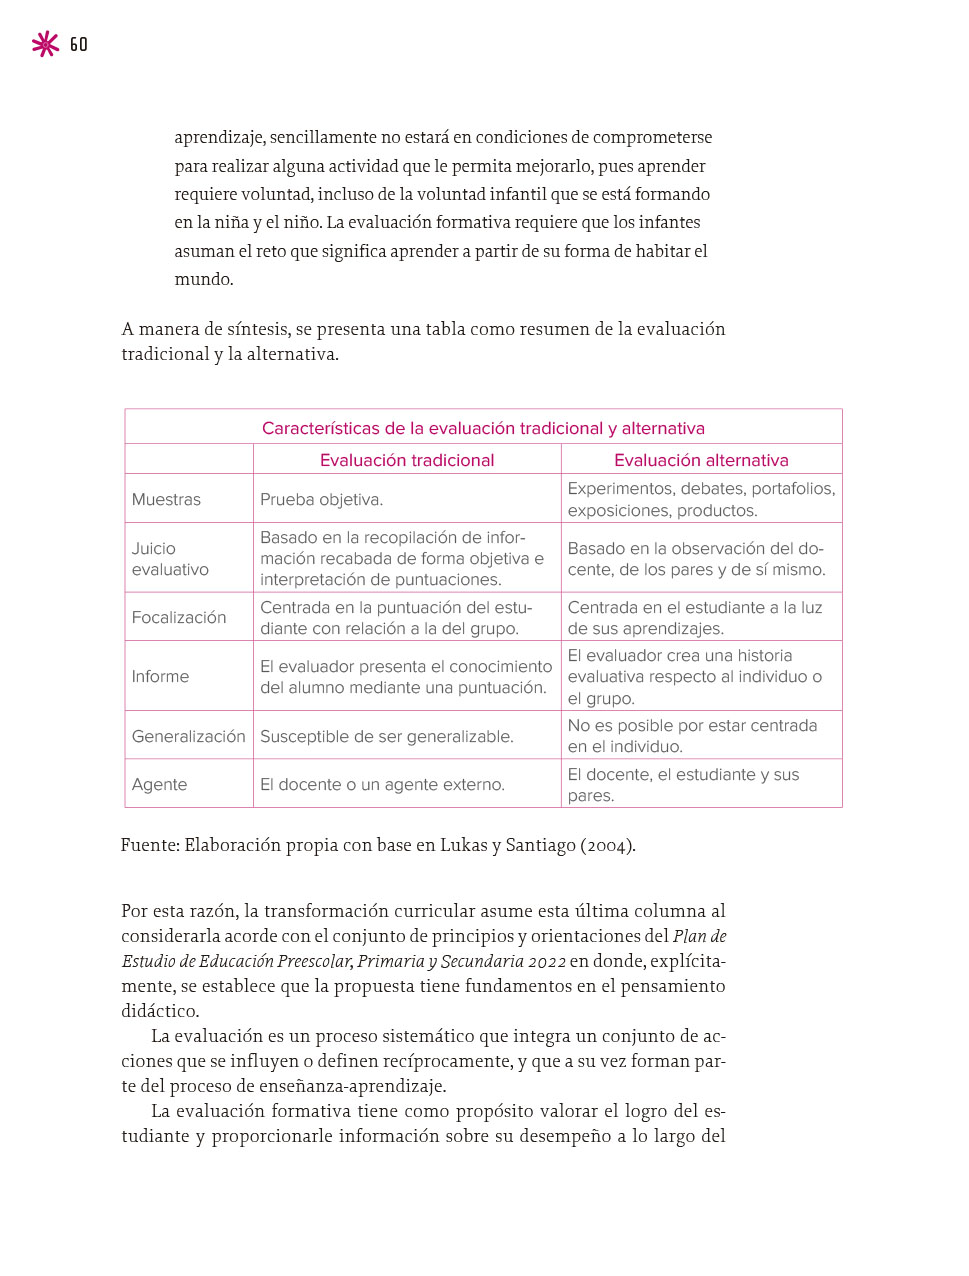 60
aprendizaje, sencillamente no estará en condiciones de comprometerse
para realizar alguna actividad que le permita mejorarlo, pues aprender
requiere voluntad, incluso de la voluntad infantil que se está formando
en la niña y el niño. La evaluación formativa requiere que los infantes
asuman el reto que significa aprender a partir de su forma de habitar el
mundo.
A manera de síntesis, se presenta una tabla como resumen de la evaluación
tradicional y la alternativa.
Características de la evaluación tradicional y alternativa
Evaluación tradicional
Evaluación alternativa
Muestras
Prueba objetiva.
Experimentos, debates, portafolios,
exposiciones, productos.
Juicio
evaluativo
Basado en la recopilación de infor-
mación recabada de forma objetiva e
interpretación de puntuaciones.
Basado en la observación del do-
cente, de los pares y de sí mismo.
Focalización
Centrada en la puntuación del estu-
diante con relación a la del grupo.
Centrada en el estudiante a la luz
de sus aprendizajes.
Informe
El evaluador presenta el conocimiento
del alumno mediante una puntuación.
El evaluador crea una historia
evaluativa respecto al individuo o
el grupo.
Generalización
Susceptible de ser generalizable.
No es posible por estar centrada
en el individuo.
Agente
El docente o un agente externo.
El docente, el estudiante y sus
pares.
Fuente: Elaboración propia con base en Lukas y Santiago (2004).
Por esta razón, la transformación curricular asume esta última columna al
considerarla acorde con el conjunto de principios y orientaciones del Plan de
Estudio de Educación Preescolar, Primaria y Secundaria 2022 en donde, explícita-
mente, se establece que la propuesta tiene fundamentos en el pensamiento
didáctico.
La evaluación es un proceso sistemático que integra un conjunto de ac-
ciones que se influyen o definen recíprocamente, y que a su vez forman par-
te del proceso de enseñanza-aprendizaje.
La evaluación formativa tiene como propósito valorar el logro del es-
tudiante y proporcionarle información sobre su desempeño a lo largo del